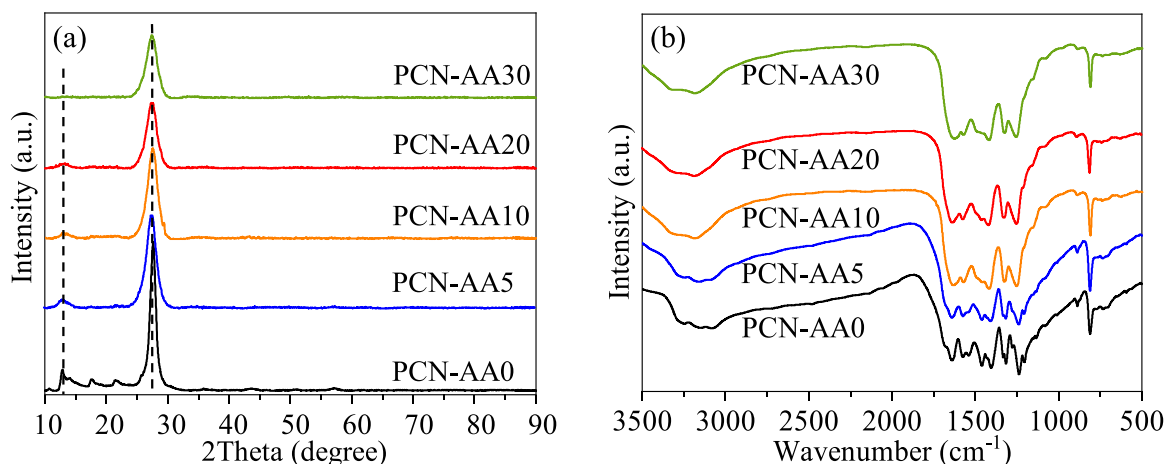 (a)
PCN-AA30
PCN-AA20
PCN-AA10
PCN-AA5
PCN-AA0
Intensity (a.u.)
10 20 30 40 50 60 70 80 90
2Theta (degree)
(b)
PCN-AA30
PCN-AA20
PCN-AA10
PCN-AA5
PCN-AA0
Intensity (a.u.)
3500 3000 2500 2000 1500 1000 500
Wavenumber (cm⁻¹)